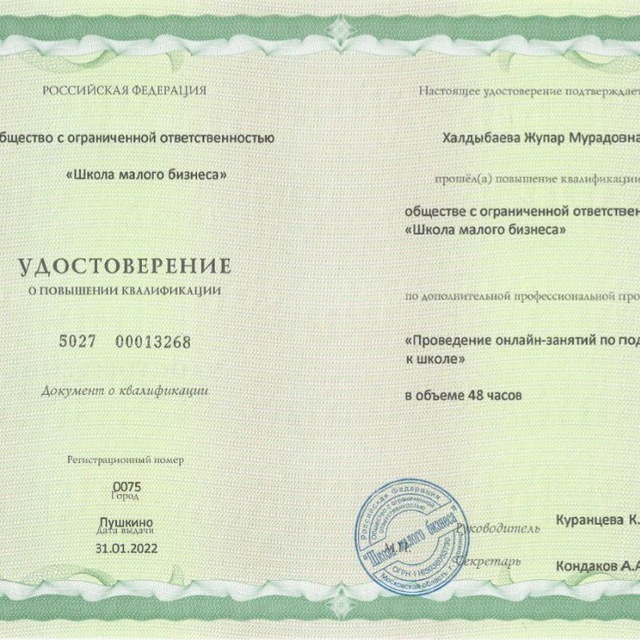 РОССИЙСКАЯ ФЕДЕРАЦИЯ
бщество с ограниченной ответственностью
«Школа малого бизнеса»
УДОСТОВЕРЕНИЕ
О ПОВЫШЕНИИ КВАЛИФИКАЦИИ
5027 00013268
Документ о квалификации
Регистрационный номер
0075
Город
Пушкино
Дата выдачи
31.01.2022
Настоящее удостоверение подтверждает
Халдыбаева Жупар Мурадовна
прошёл(а) повышение квалификации
обществе с ограниченной ответствен
«Школа малого бизнеса»
по дополнительной профессиональной про
«Проведение онлайн-занятий по под
к школе»
в объеме 48 часов
Российская Федерация
Общество с ограниченной
ответственностью
"Школа малого бизнеса"
М.П.
Московская область, г.
Руководитель
Куранцева К.
Секретарь
Кондаков А.А